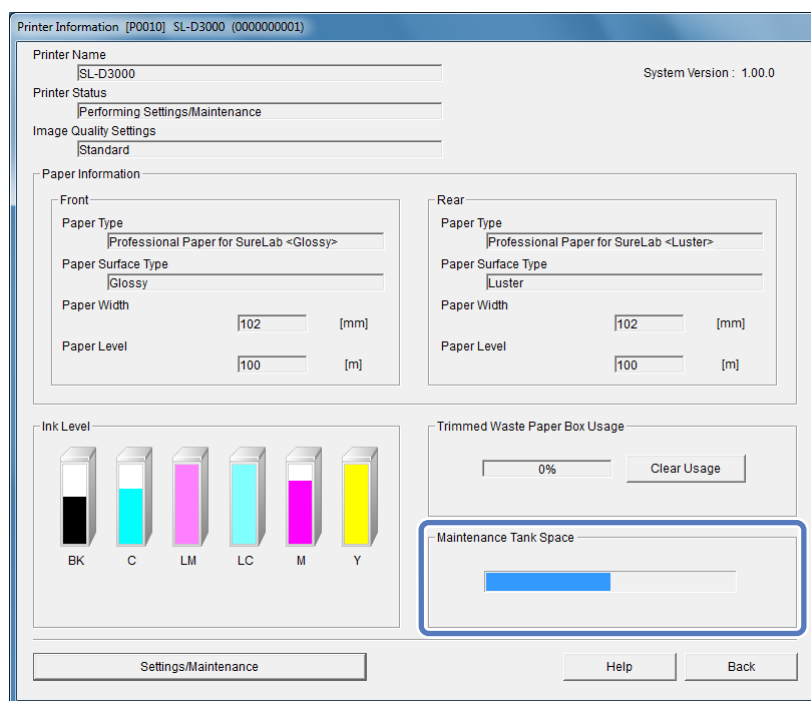 Printer Information [P0010] SL-D3000 (0000000001)
Printer Name
SL-D3000
System Version : 1.00.0
Printer Status
Performing Settings/Maintenance
Image Quality Settings
Standard
Paper Information
Front
Paper Type
Professional Paper for SureLab <Glossy>
Paper Surface Type
Glossy
Paper Width
102 [mm]
Paper Level
100 [m]
Rear
Paper Type
Professional Paper for SureLab <Luster>
Paper Surface Type
Luster
Paper Width
102 [mm]
Paper Level
100 [m]
Ink Level
BK C LM LC M Y
Trimmed Waste Paper Box Usage
0% Clear Usage
Maintenance Tank Space
Settings/Maintenance Help Back